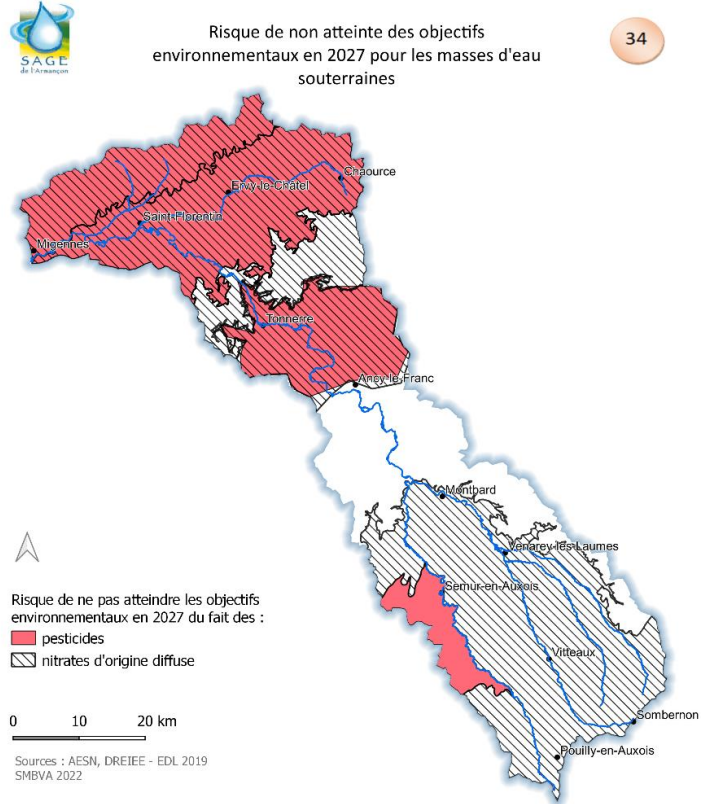 SAGE
de l'Armançon
Risque de non atteinte des objectifs
environnementaux en 2027 pour les masses d'eau
souterraines
34
Chaource
Ervy-le-Châtel
Saint-Florentin
Migennes
Tonnerre
Ancy-le-Franc
Montbard
Venarey-les-Laumes
Semur-en-Auxois
Vitteaux
Sombernon
Pouilly-en-Auxois
Risque de ne pas atteindre les objectifs
environnementaux en 2027 du fait des :
pesticides
nitrates d'origine diffuse
0 10 20 km
Sources : AESN, DREIEE - EDL 2019
SMBVA 2022